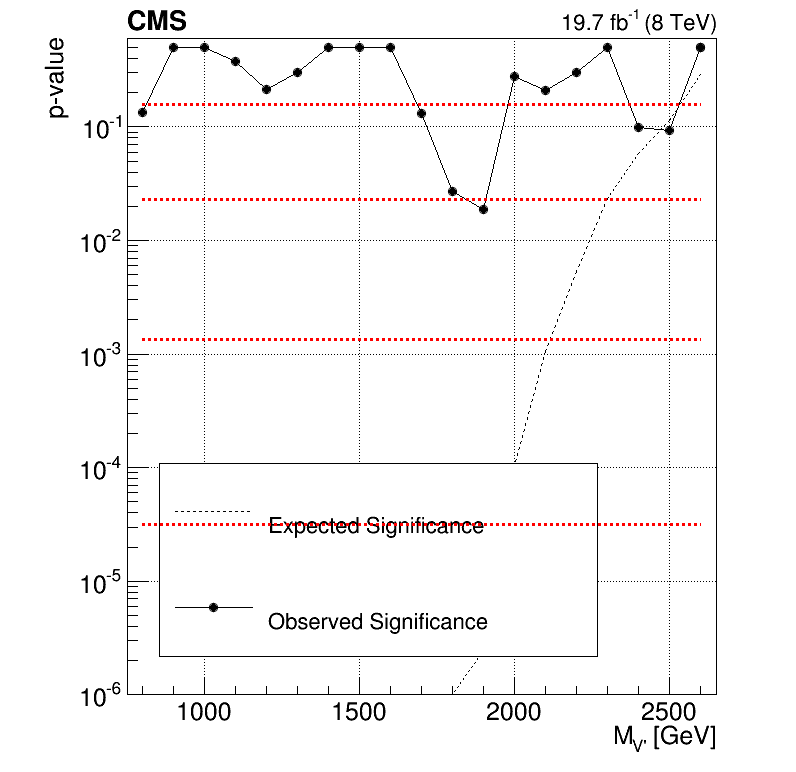 CMS 19.7 fb⁻¹ (8 TeV)
p-value
10⁻¹
10⁻²
10⁻³
10⁻⁴
Expected Significance
10⁻⁵
Observed Significance
10⁻⁶
1000 1500 2000 2500
M_V' [GeV]